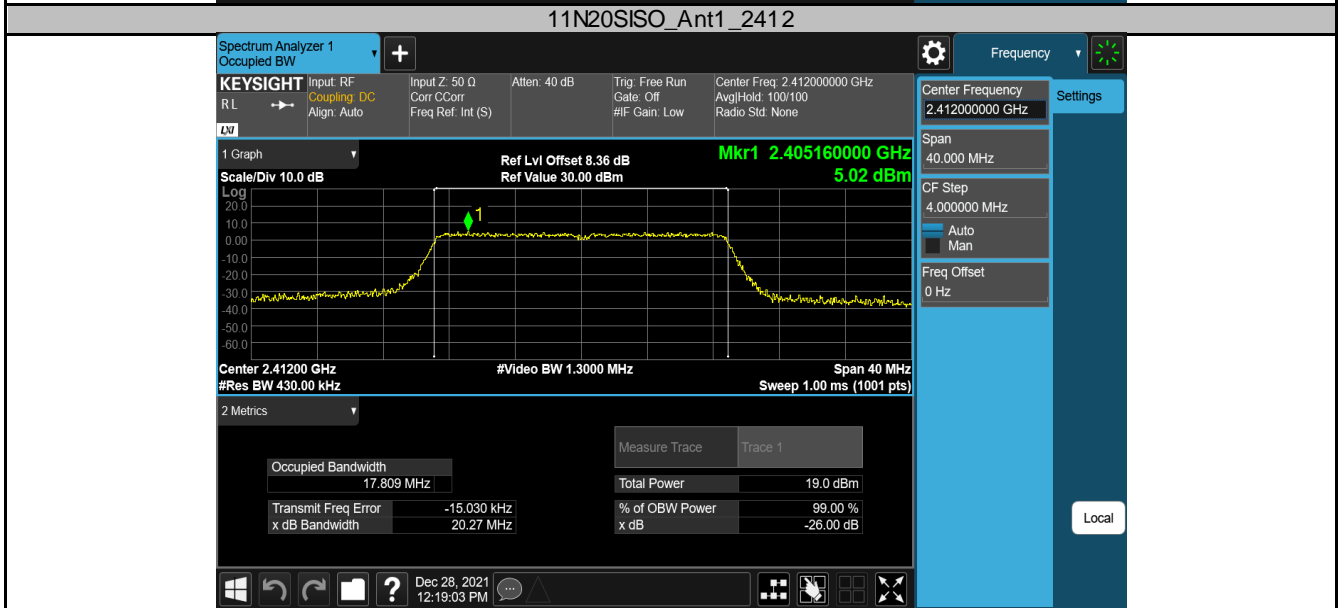 11N20SISO_Ant1_2412
Spectrum Analyzer 1
Occupied BW
+
Frequency
KEYSIGHT
R L
LXI
Input: RF
Coupling: DC
Align: Auto
Input Z: 50 Ω
Corr CCorr
Freq Ref: Int (S)
Atten: 40 dB
Trig: Free Run
Gate: Off
#IF Gain: Low
Center Freq: 2.412000000 GHz
Avg|Hold: 100/100
Radio Std: None
Center Frequency
2.412000000 GHz
Settings
Span
40.000 MHz
CF Step
4.000000 MHz
Auto
Man
Freq Offset
0 Hz
1 Graph
Scale/Div 10.0 dB
Ref Lvl Offset 8.36 dB
Ref Value 30.00 dBm
Mkr1 2.405160000 GHz
5.02 dBm
Log
20.0
10.0
0.00
-10.0
-20.0
-30.0
-40.0
-50.0
-60.0
1
Center 2.41200 GHz
#Res BW 430.00 kHz
#Video BW 1.3000 MHz
Span 40 MHz
Sweep 1.00 ms (1001 pts)
2 Metrics
Measure Trace Trace 1
Occupied Bandwidth
17.809 MHz
Total Power 19.0 dBm
Transmit Freq Error -15.030 kHz
% of OBW Power 99.00 %
x dB Bandwidth 20.27 MHz
x dB -26.00 dB
Local
?
Dec 28, 2021
12:19:03 PM